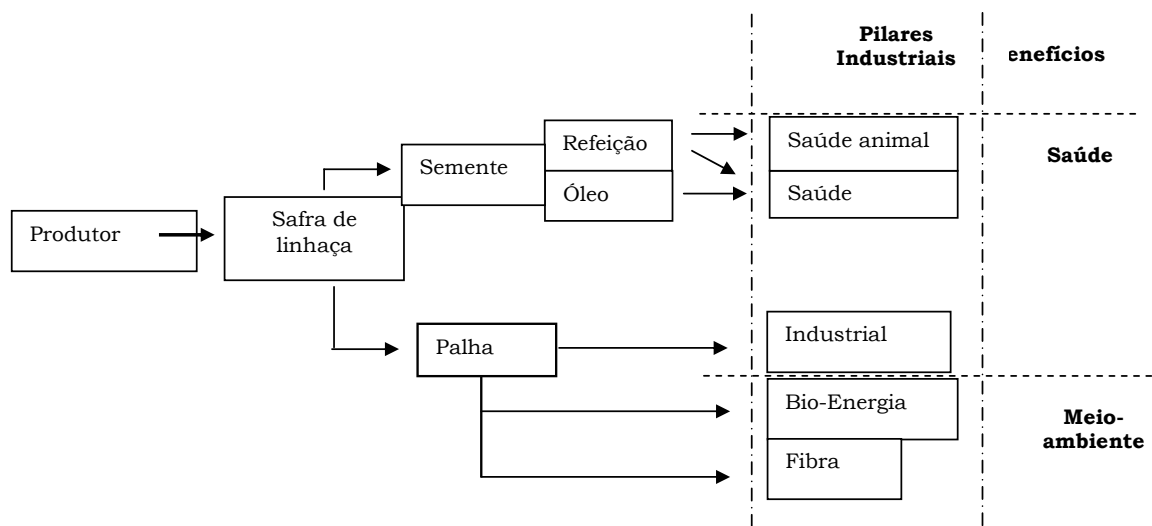 Pilares
Industriais
enefícios
Refeição
Saúde animal
Saúde
Semente
Óleo
Saúde
Produtor
Safra de
linhaça
Palha
Industrial
Bio-Energia
Meio-
ambiente
Fibra